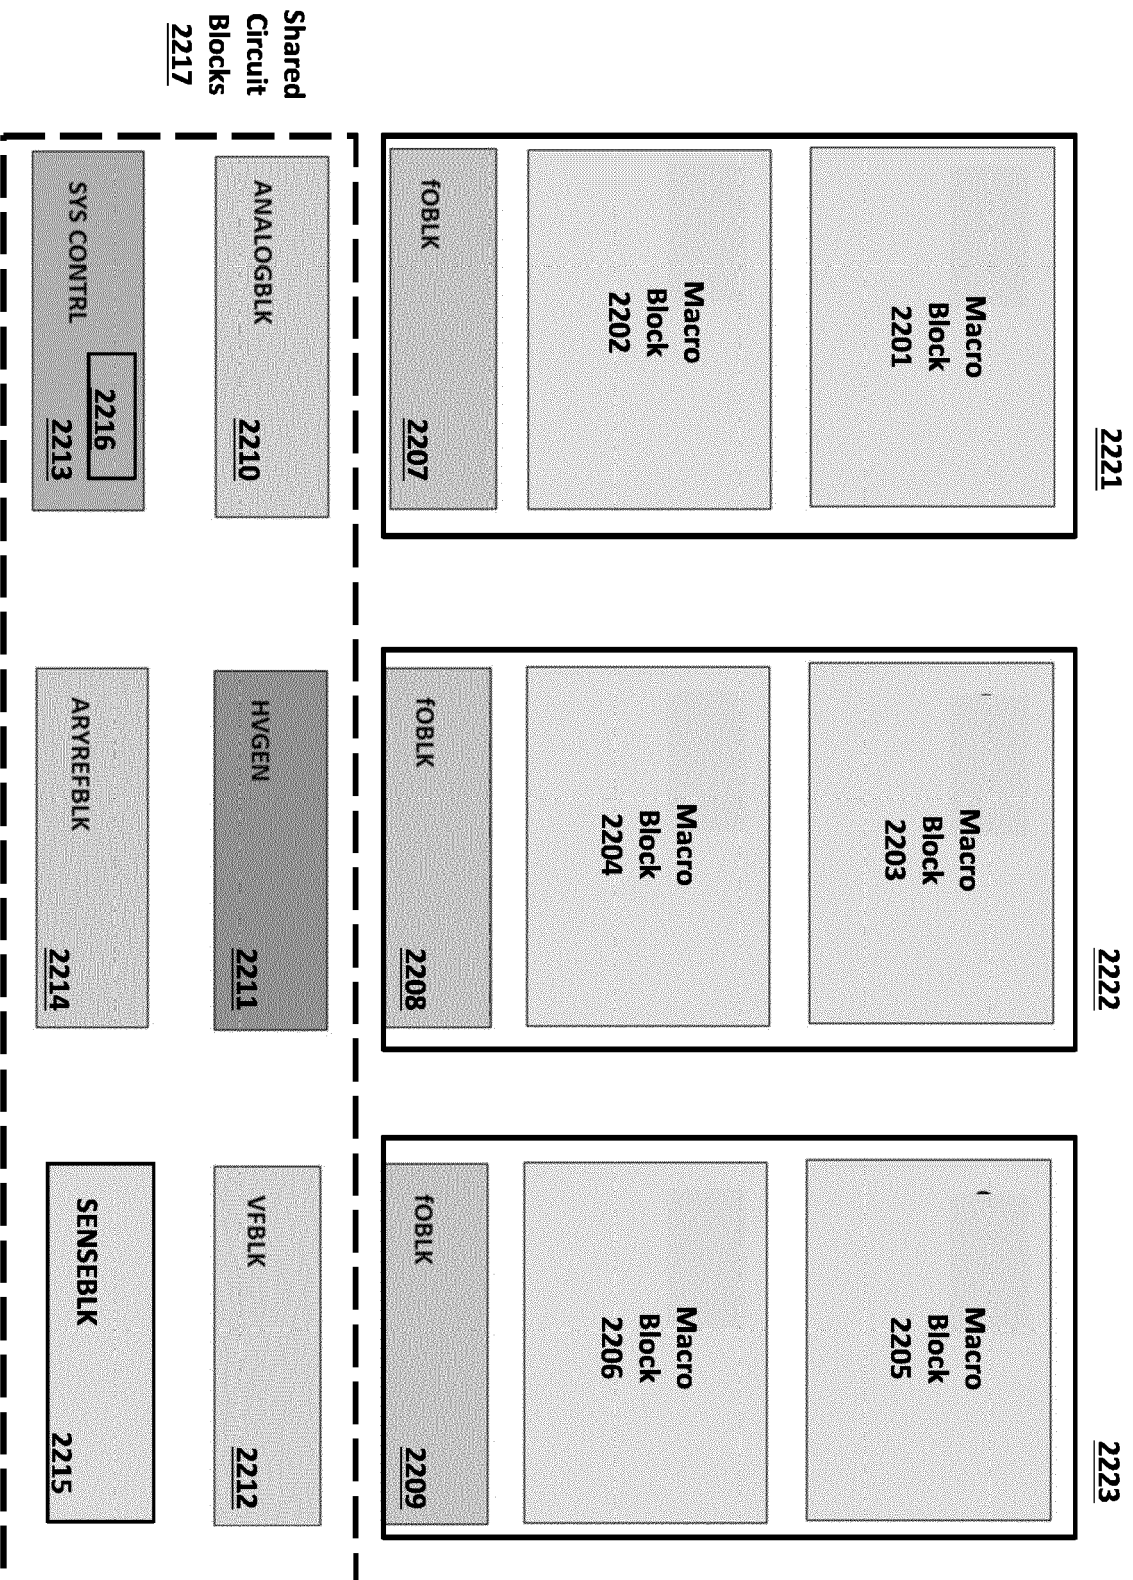 2221
2222
2223
Macro
Block
2201
Macro
Block
2203
Macro
Block
2205
Macro
Block
2202
Macro
Block
2204
Macro
Block
2206
fOBLK
2207
fOBLK
2208
fOBLK
2209
Shared
Circuit
Blocks
2217
ANALOGBLK
2210
HVGEN
2211
VFBLK
2212
SYS CONTRL
2216
2213
ARYREFBLK
2214
SENSEBLK
2215